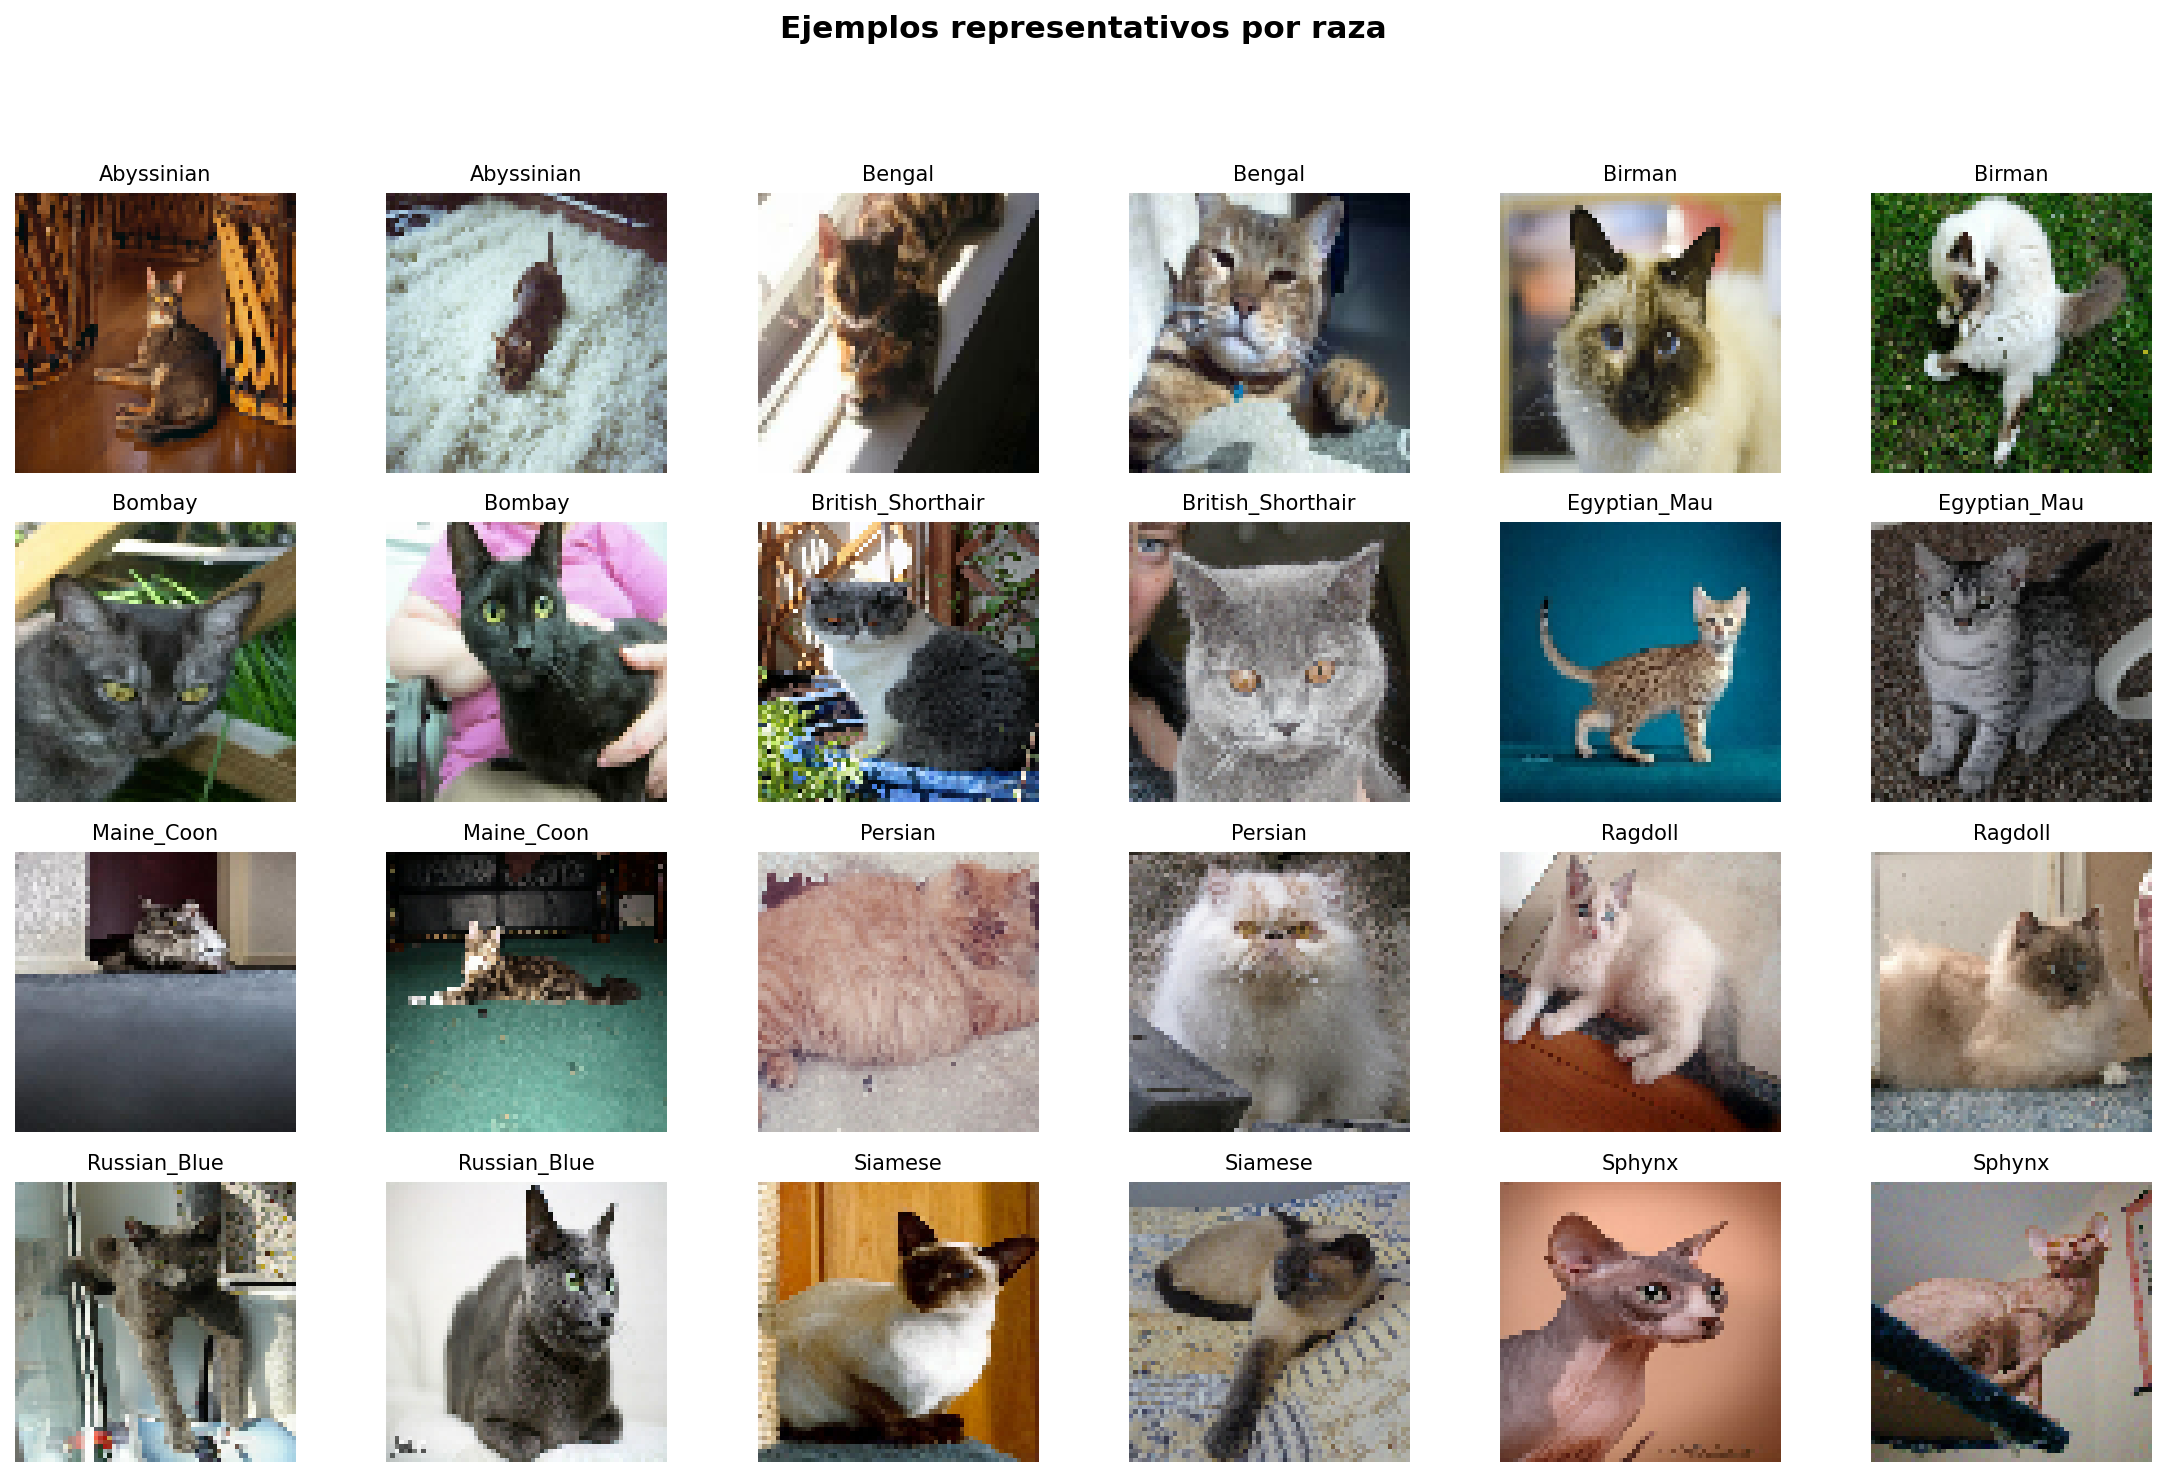 Ejemplos representativos por raza
Abyssinian Abyssinian Bengal Bengal Birman Birman
Bombay Bombay British_Shorthair British_Shorthair Egyptian_Mau Egyptian_Mau
Maine_Coon Maine_Coon Persian Persian Ragdoll Ragdoll
Russian_Blue Russian_Blue Siamese Siamese Sphynx Sphynx